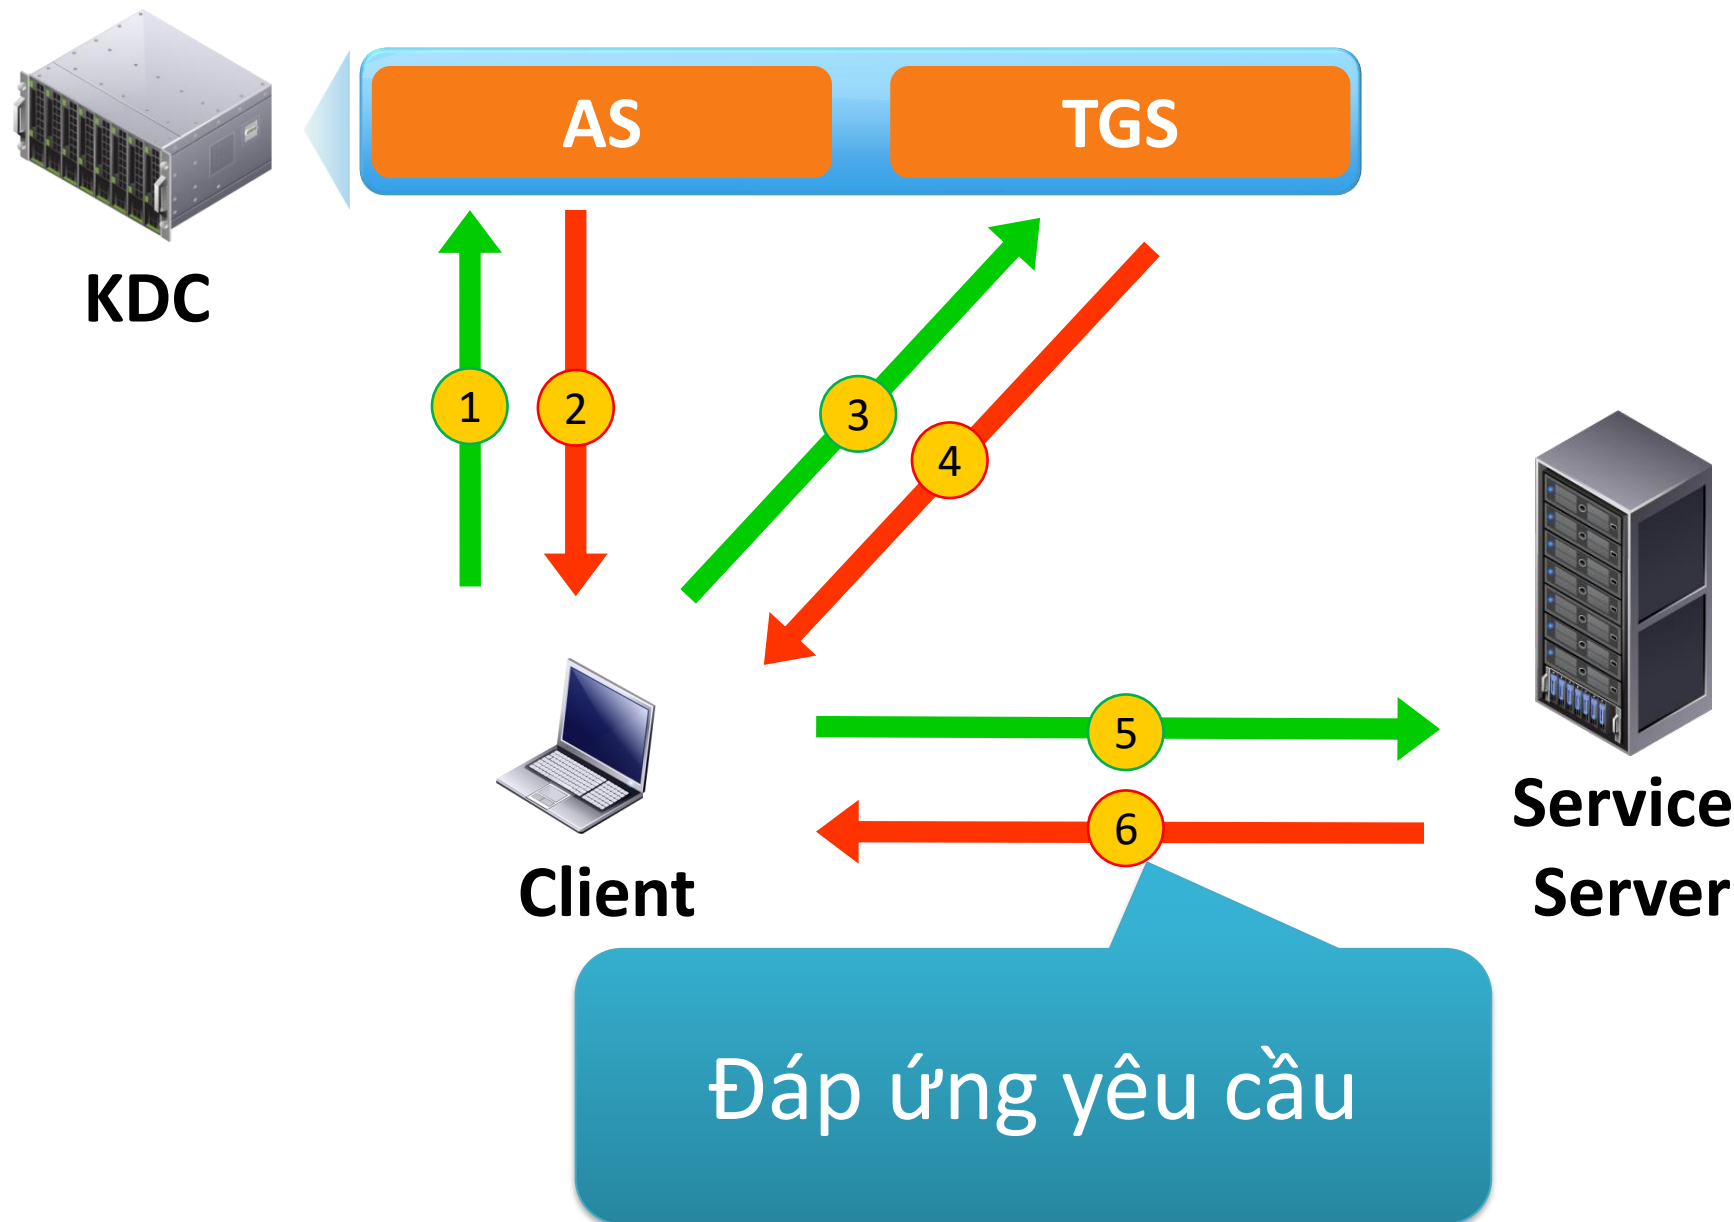 AS
TGS
KDC
1
2
3
4
5
6
Service
Server
Client
Đáp ứng yêu cầu